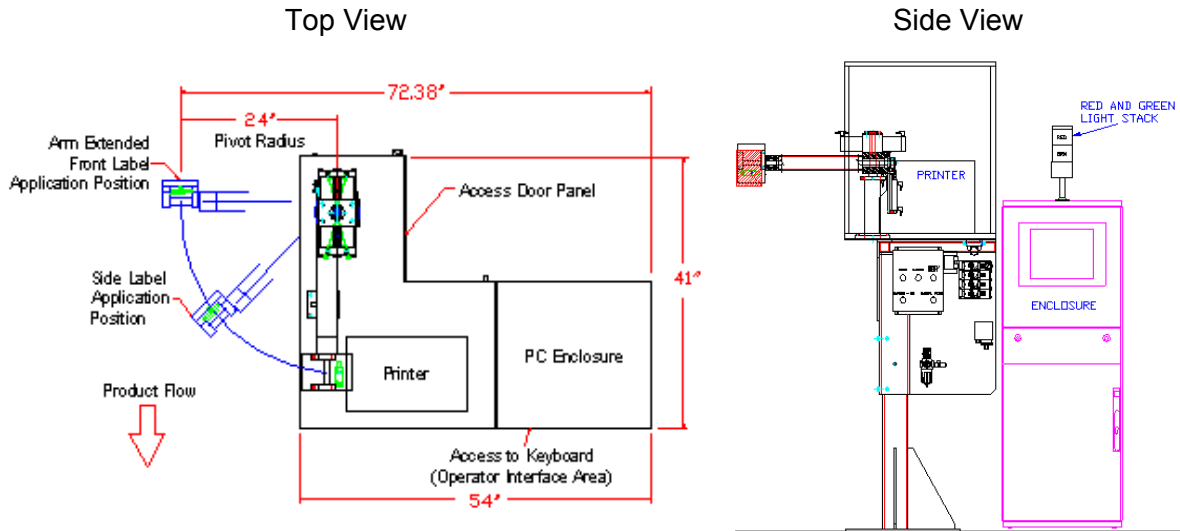 Top View
Side View
72.38"
24"
Pivot Radius
Arm Extended
Front Label
Application Position
Access Door Panel
41"
Side Label
Application
Position
PC Enclosure
Printer
Product Flow
Access to Keyboard
(Operator Interface Area)
54"
RED AND GREEN
LIGHT STACK
RED
GRN
PRINTER
ENCLOSURE